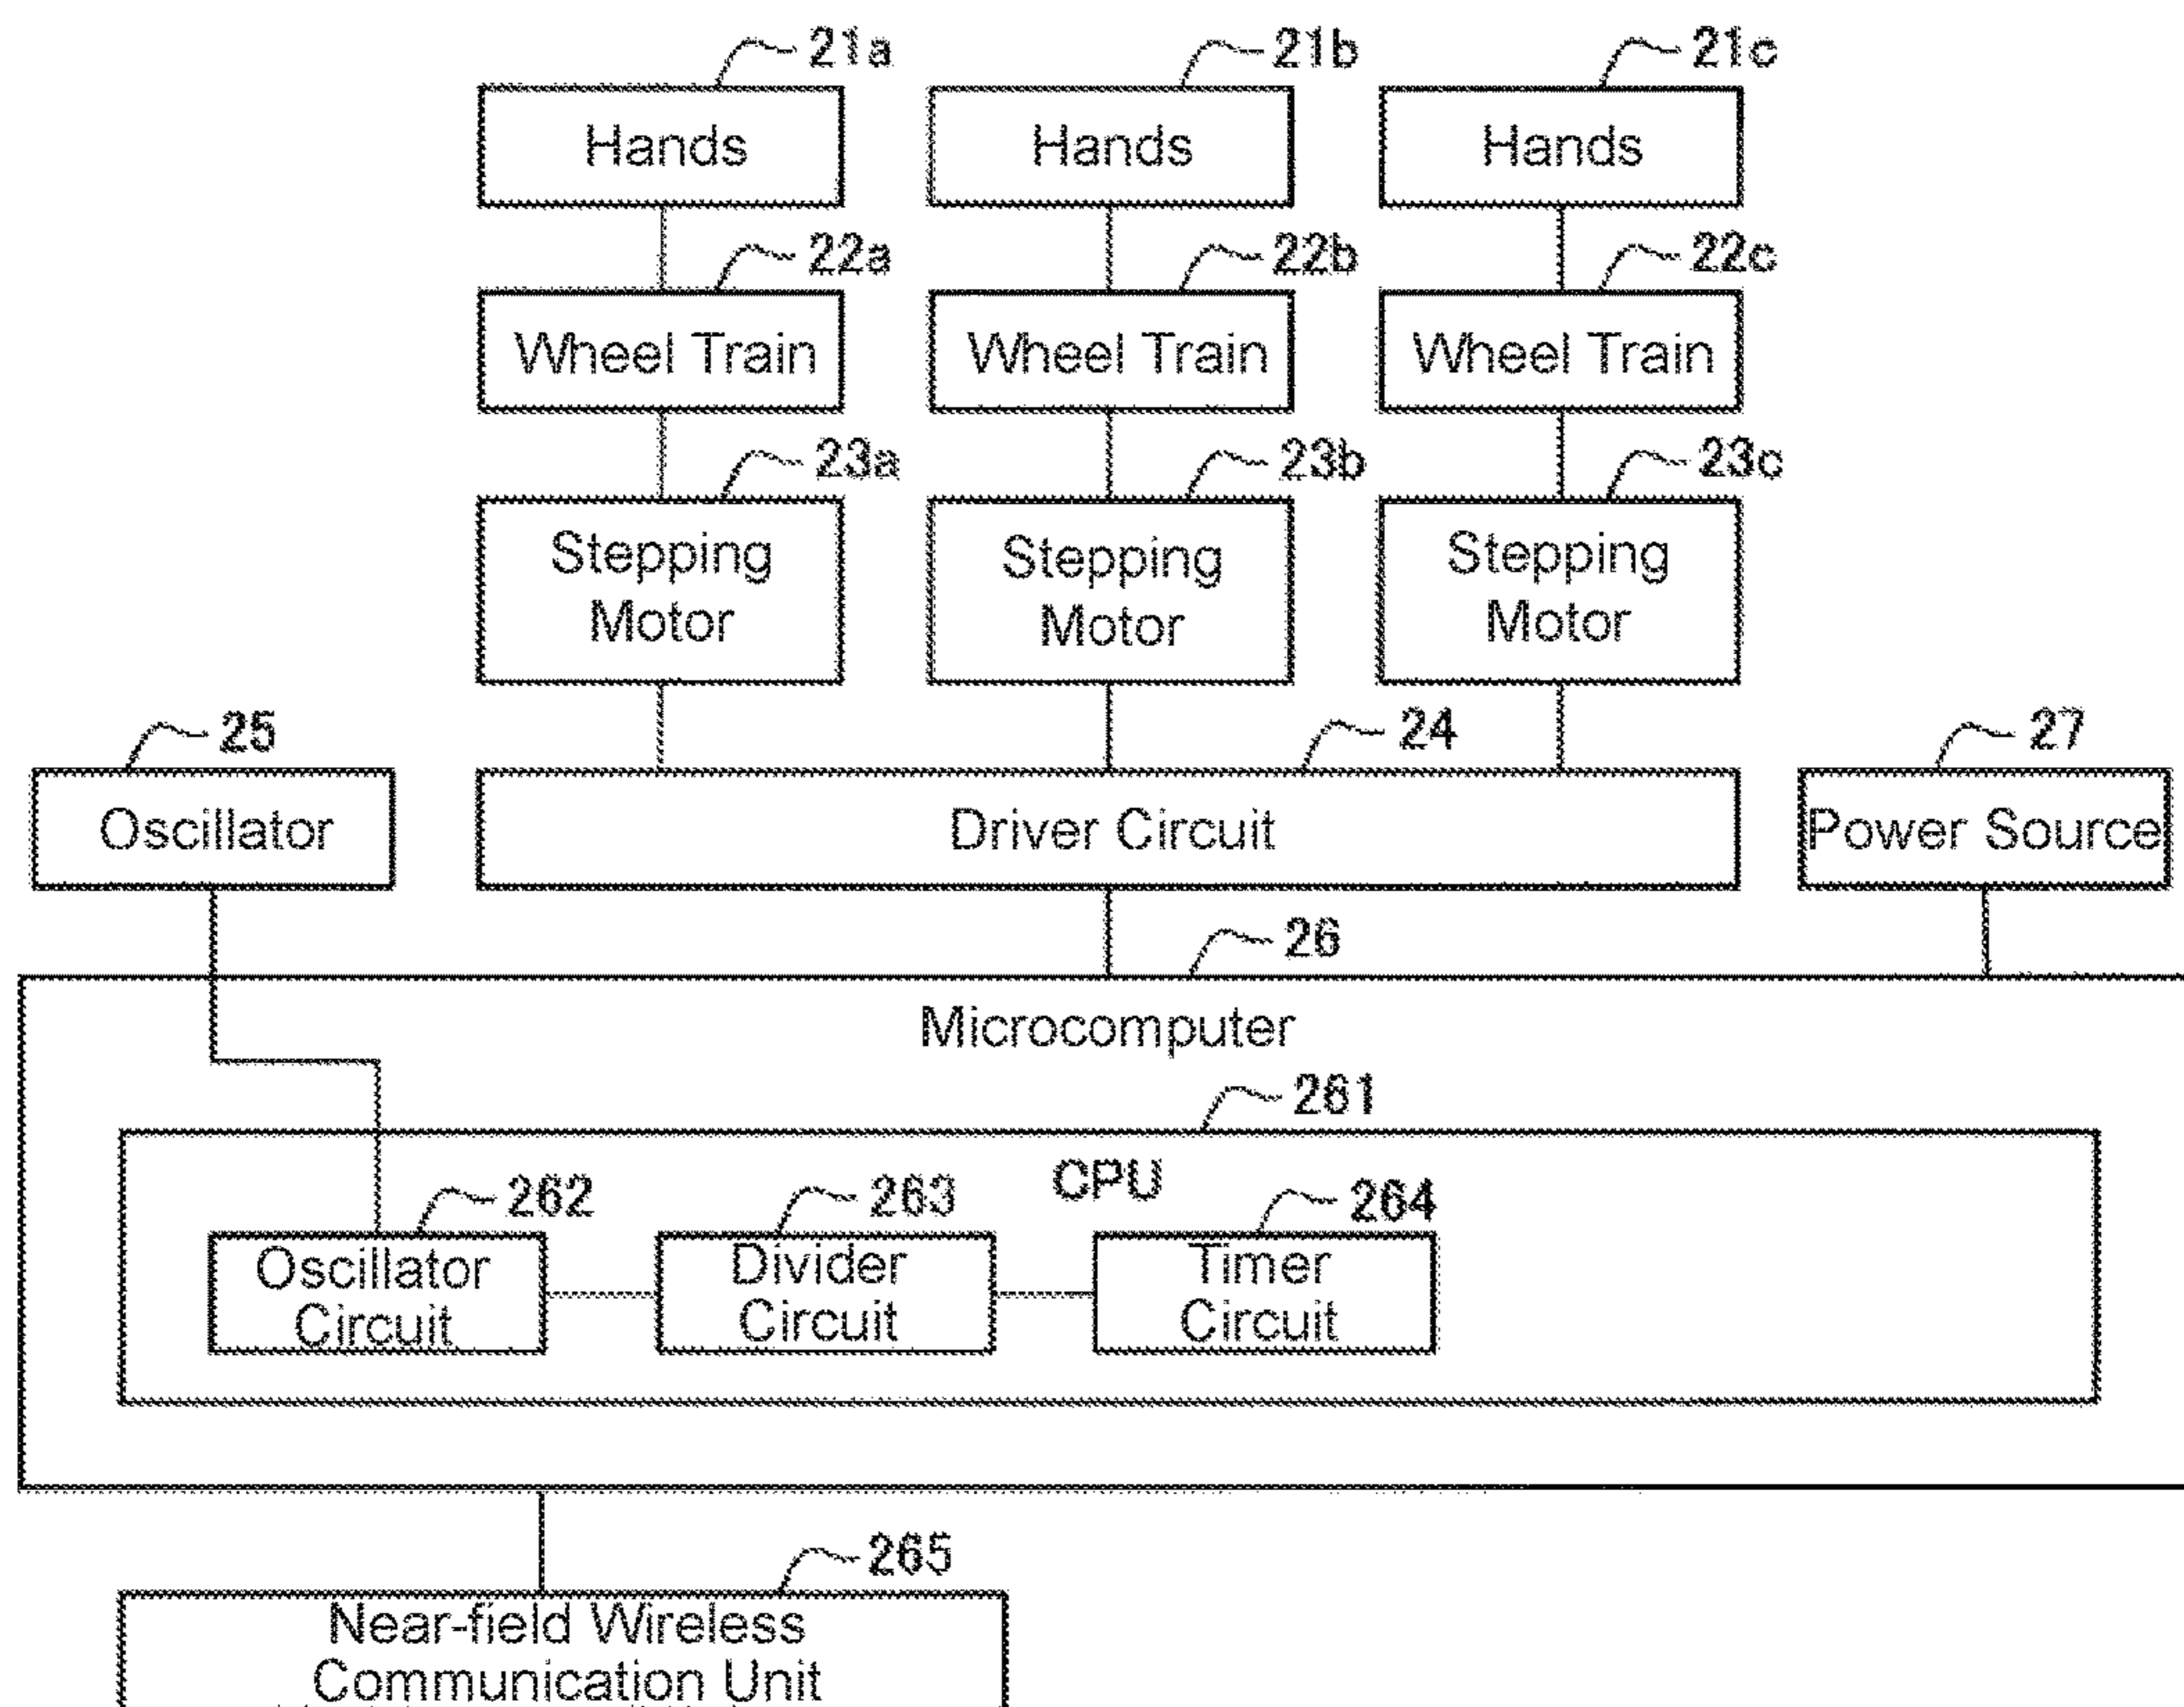 21a
21b
21c
Hands
Hands
Hands
22a
22b
22c
Wheel Train
Wheel Train
Wheel Train
23a
23b
23c
Stepping
Motor
Stepping
Motor
Stepping
Motor
25
24
27
Oscillator
Driver Circuit
Power Source
26
Microcomputer
261
CPU
262
263
264
Oscillator
Circuit
Divider
Circuit
Timer
Circuit
265
Near-field Wireless
Communication Unit